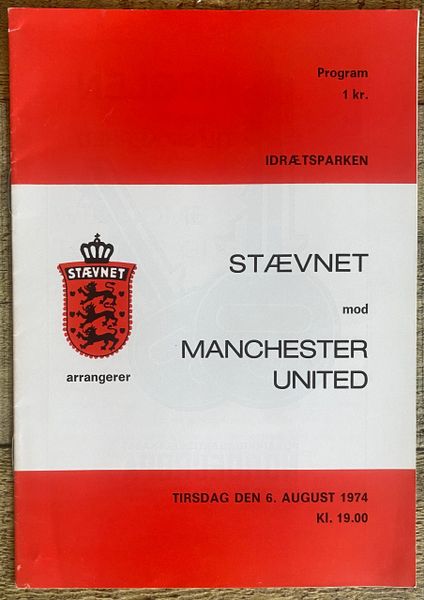 Program
1 kr.
IDRÆTSPARKEN
STÆVNET
STÆVNET
mod
MANCHESTER
UNITED
arrangerer
TIRSDAG DEN 6. AUGUST 1974
Kl. 19.00